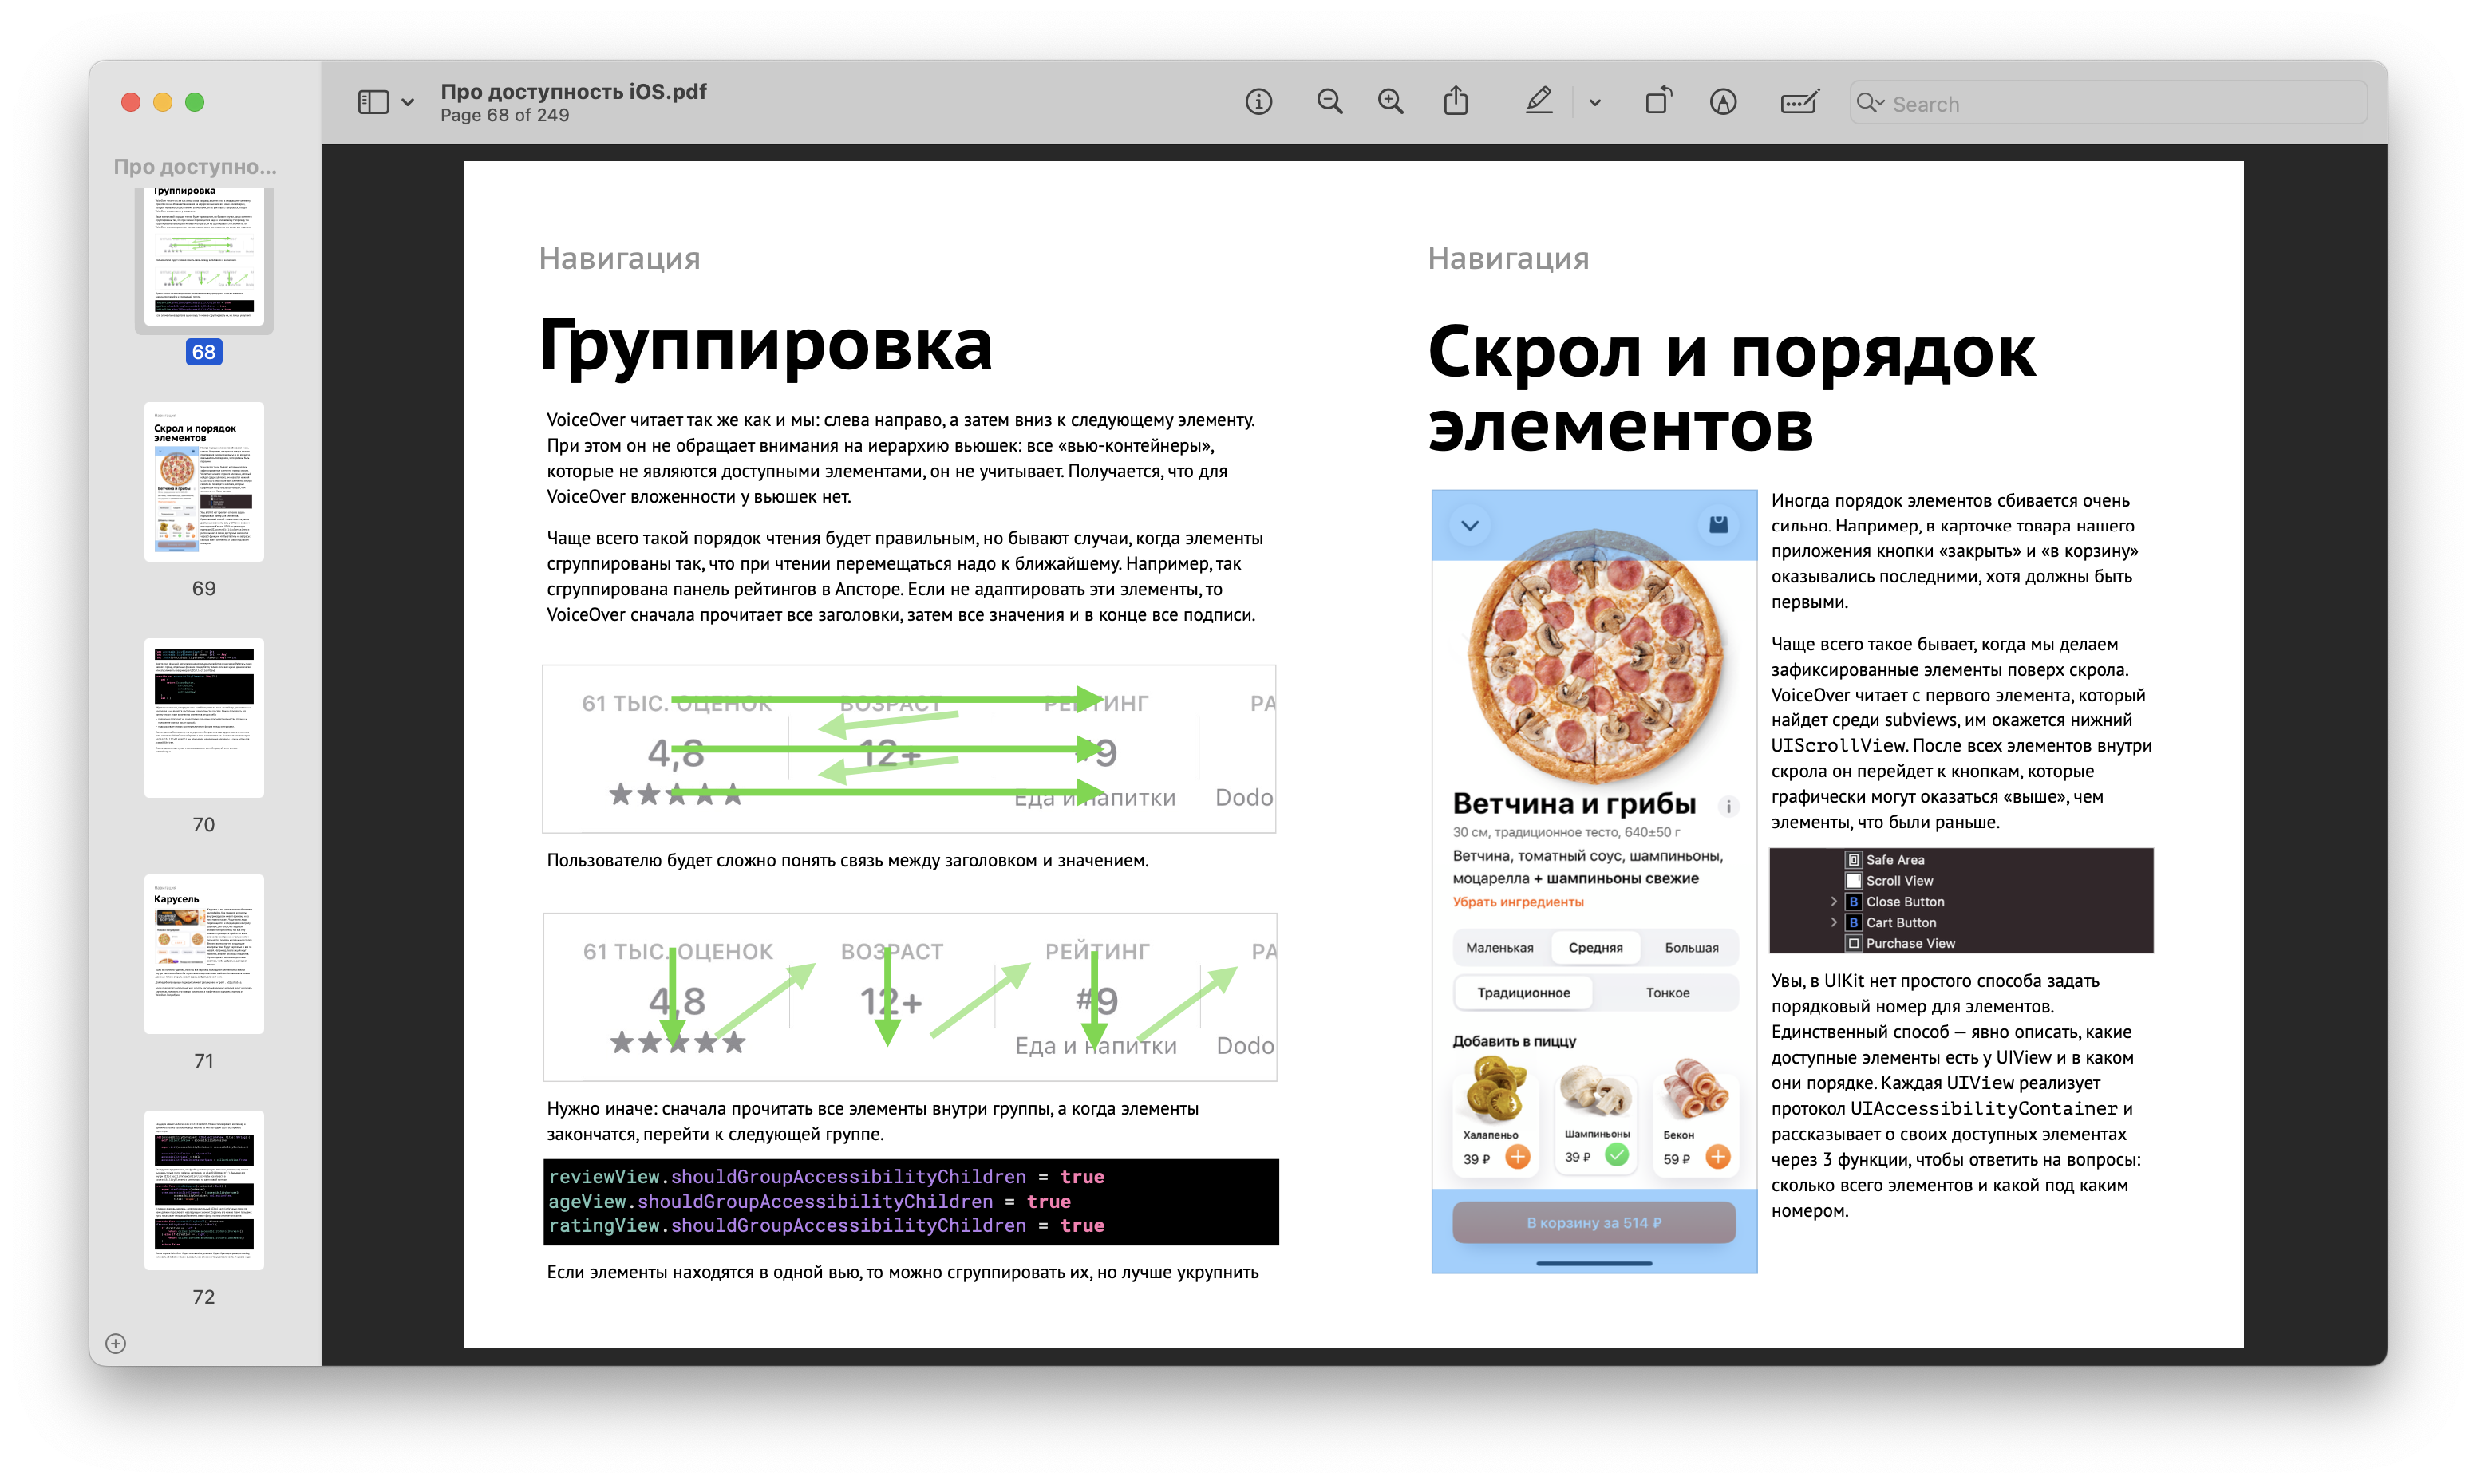 Про доступность iOS.pdf
Page 68 of 249
Search
Про доступно...
Группировка
68
Скрол и порядок
элементов
Ветчина и грибы
69
70
Карусель
71
72
Навигация
Группировка
VoiceOver читает так же как и мы: слева направо, а затем вниз к следующему элементу.
При этом он не обращает внимания на иерархию вьюшек: все «вью-контейнеры»,
которые не являются доступными элементами, он не учитывает. Получается, что для
VoiceOver вложенности у вьюшек нет.
Чаще всего такой порядок чтения будет правильным, но бывают случаи, когда элементы
сгруппированы так, что при чтении перемещаться надо к ближайшему. Например, так
сгруппирована панель рейтингов в Апсторе. Если не адаптировать эти элементы, то
VoiceOver сначала прочитает все заголовки, затем все значения и в конце все подписи.
61 ТЫС. ОЦЕНОК ВОЗРАСТ РЕЙТИНГ РА
4,8 12+ #9
Еда и напитки Dodo
Пользователю будет сложно понять связь между заголовком и значением.
61 ТЫС. ОЦЕНОК ВОЗРАСТ РЕЙТИНГ РА
4,8 12+ #9
Еда и напитки Dodo
Нужно иначе: сначала прочитать все элементы внутри группы, а когда элементы
закончатся, перейти к следующей группе.
reviewView.shouldGroupAccessibilityChildren = true
ageView.shouldGroupAccessibilityChildren = true
ratingView.shouldGroupAccessibilityChildren = true
Если элементы находятся в одной вью, то можно сгруппировать их, но лучше укрупнить
Навигация
Скрол и порядок
элементов
Ветчина и грибы
30 см, традиционное тесто, 640±50 г
Ветчина, томатный соус, шампиньоны,
моцарелла + шампиньоны свежие
Убрать ингредиенты
Маленькая Средняя Большая
Традиционное Тонкое
Добавить в пиццу
Халапеньо Шампиньоны Бекон
39 ₽ 39 ₽ 59 ₽
В корзину за 514 ₽
Иногда порядок элементов сбивается очень
сильно. Например, в карточке товара нашего
приложения кнопки «закрыть» и «в корзину»
оказывались последними, хотя должны быть
первыми.
Чаще всего такое бывает, когда мы делаем
зафиксированные элементы поверх скрола.
VoiceOver читает с первого элемента, который
найдет среди subviews, им окажется нижний
UIScrollView. После всех элементов внутри
скрола он перейдет к кнопкам, которые
графически могут оказаться «выше», чем
элементы, что были раньше.
Safe Area
Scroll View
Close Button
Cart Button
Purchase View
Увы, в UIKit нет простого способа задать
порядковый номер для элементов.
Единственный способ — явно описать, какие
доступные элементы есть у UIView и в каком
они порядке. Каждая UIView реализует
протокол UIAccessibilityContainer и
рассказывает о своих доступных элементах
через 3 функции, чтобы ответить на вопросы:
сколько всего элементов и какой под каким
номером.